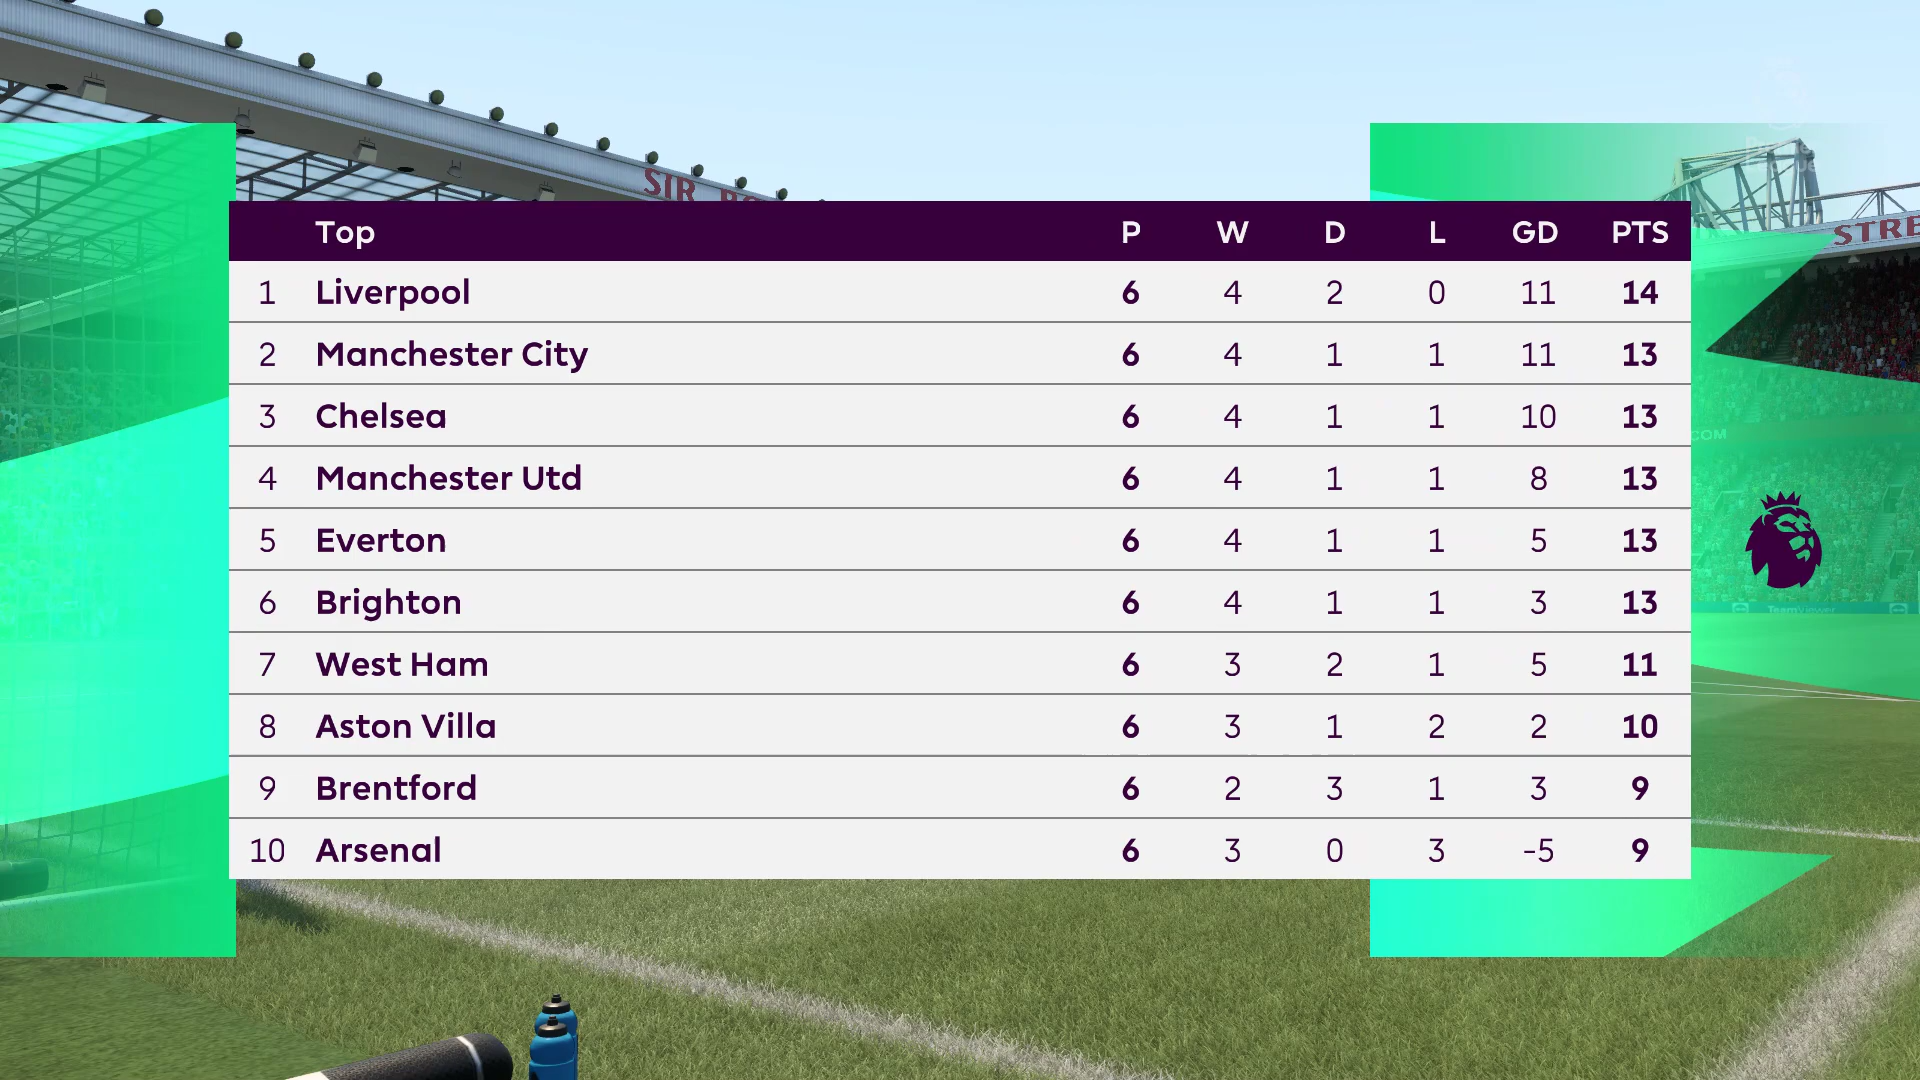 SIR
STRE
Top P W D L GD PTS
1 Liverpool 6 4 2 0 11 14
2 Manchester City 6 4 1 1 11 13
3 Chelsea 6 4 1 1 10 13
4 Manchester Utd 6 4 1 1 8 13
5 Everton 6 4 1 1 5 13
6 Brighton 6 4 1 1 3 13
7 West Ham 6 3 2 1 5 11
8 Aston Villa 6 3 1 2 2 10
9 Brentford 6 2 3 1 3 9
10 Arsenal 6 3 0 3 -5 9
.COM
TeamViewer